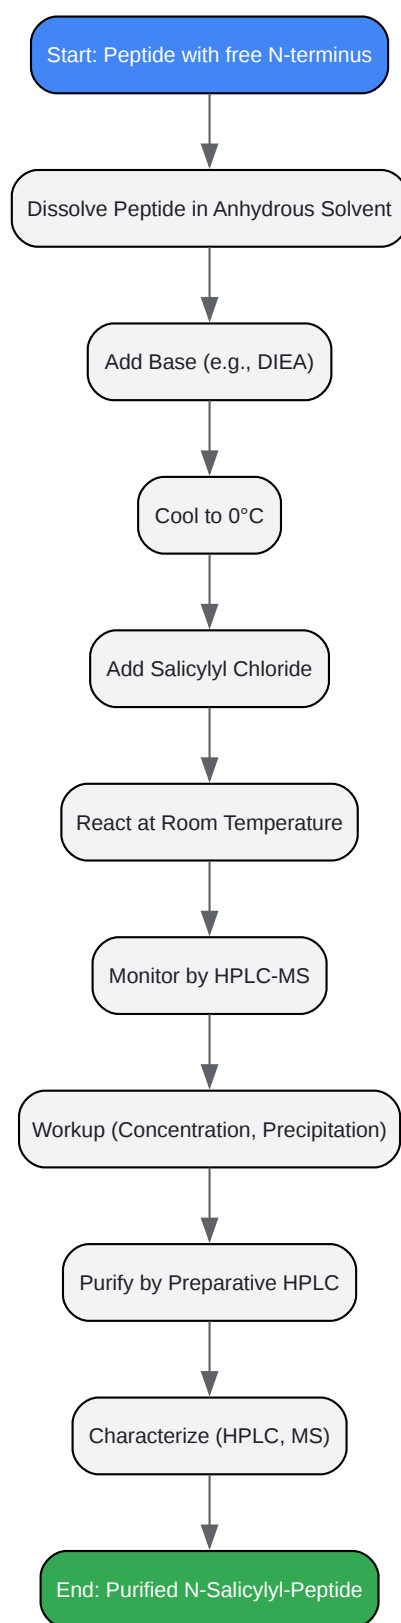 Start: Peptide with free N-terminus
Dissolve Peptide in Anhydrous Solvent
Add Base (e.g., DIEA)
Cool to 0°C
Add Salicylyl Chloride
React at Room Temperature
Monitor by HPLC-MS
Workup (Concentration, Precipitation)
Purify by Preparative HPLC
Characterize (HPLC, MS)
End: Purified N-Salicylyl-Peptide